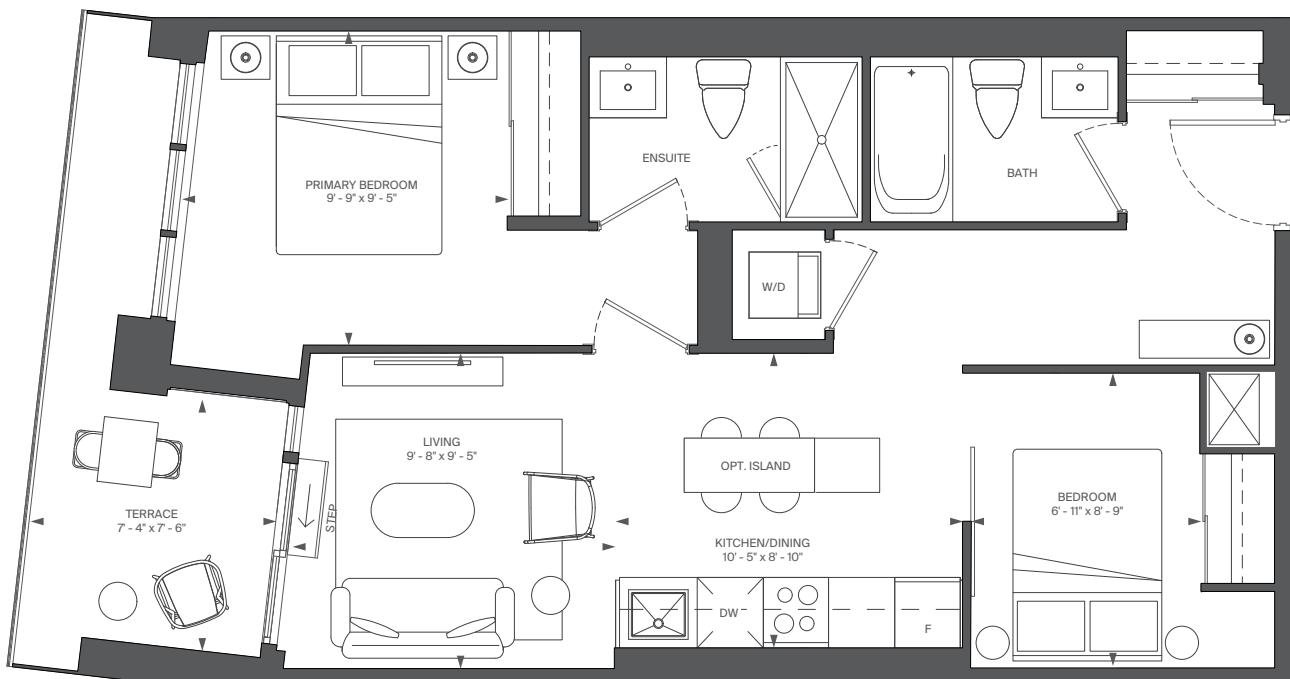 PRIMARY BEDROOM
9' - 9" x 9' - 5"
ENSUITE
BATH
W/D
LIVING
9' - 8" x 9' - 5"
OPT. ISLAND
BEDROOM
6' - 11" x 8' - 9"
TERRACE
7' - 4" x 7' - 6"
STEP
KITCHEN/DINING
10' - 5" x 8' - 10"
DW
F